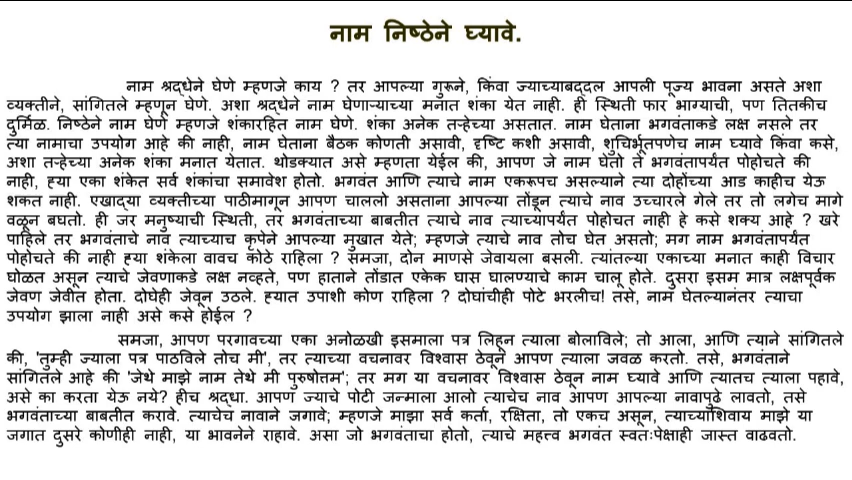 नाम निष्ठेने घ्यावे.
नाम श्रद्धेने घेणे म्हणजे काय ? तर आपल्या गुरूने, किंवा ज्याच्याबद्दल आपली पूज्य भावना असते अशा
व्यक्तीने, सांगितले म्हणून घेणे. अशा श्रद्धेने नाम घेणाऱ्याच्या मनात शंका येत नाही. ही स्थिती फार भाग्याची, पण तितकीच
दुर्मिळ. निष्ठेने नाम घेणे म्हणजे शंकारहित नाम घेणे. शंका अनेक तऱ्हेच्या असतात. नाम घेताना भगवंताकडे लक्ष नसले तर
त्या नामाचा उपयोग आहे की नाही, नाम घेताना बैठक कोणती असावी, दृष्टि कशी असावी, शुचिर्भूतपणेच नाम घ्यावे किंवा कसे,
अशा तऱ्हेच्या अनेक शंका मनात येतात. थोडक्यात असे म्हणता येईल की, आपण जे नाम घेतो ते भगवंतापर्यंत पोहोचते की
नाही, ह्या एका शंकेत सर्व शंकांचा समावेश होतो. भगवंत आणि त्याचे नाम एकरूपच असल्याने त्या दोहोंच्या आड काहीच येऊ
शकत नाही. एखाद्या व्यक्तीच्या पाठीमागून आपण चाललो असताना आपल्या तोंडून त्याचे नाव उच्चारले गेले तर तो लगेच मागे
वळून बघतो. ही जर मनुष्याची स्थिती, तर भगवंताच्या बाबतीत त्याचे नाव त्याच्यापर्यंत पोहोचत नाही हे कसे शक्य आहे ? खरे
पाहिले तर भगवंताचे नाव त्याच्याच कृपेने आपल्या मुखात येते; म्हणजे त्याचे नाव तोच घेत असतो; मग नाम भगवंतापर्यंत
पोहोचते की नाही ह्या शंकेला वावच कोठे राहिला ? समजा, दोन माणसे जेवायला बसली. त्यांतल्या एकाच्या मनात काही विचार
घोळत असून त्याचे जेवणाकडे लक्ष नव्हते, पण हाताने तोंडात एकेक घास घालण्याचे काम चालू होते. दुसरा इसम मात्र लक्षपूर्वक
जेवण जेवीत होता. दोघेही जेवून उठले. ह्यात उपाशी कोण राहिला ? दोघांचीही पोटे भरलीच! तसे, नाम घेतल्यानंतर त्याचा
उपयोग झाला नाही असे कसे होईल ?
समजा, आपण परगावच्या एका अनोळखी इसमाला पत्र लिहून त्याला बोलाविले; तो आला, आणि त्याने सांगितले
की, 'तुम्ही ज्याला पत्र पाठविले तोच मी', तर त्याच्या वचनावर विश्वास ठेवून आपण त्याला जवळ करतो. तसे, भगवंताने
सांगितले आहे की 'जेथे माझे नाम तेथे मी पुरुषोत्तम'; तर मग या वचनावर विश्वास ठेवून नाम घ्यावे आणि त्यातच त्याला पहावे,
असे का करता येऊ नये? हीच श्रद्धा. आपण ज्याचे पोटी जन्माला आलो त्याचेच नाव आपण आपल्या नावापुढे लावतो, तसे
भगवंताच्या बाबतीत करावे. त्याचेच नावाने जगावे; म्हणजे माझा सर्व कर्ता, रक्षिता, तो एकच असून, त्याच्याशिवाय माझे या
जगात दुसरे कोणीही नाही, या भावनेने राहावे. असा जो भगवंताचा होतो, त्याचे महत्त्व भगवंत स्वतःपेक्षाही जास्त वाढवतो.